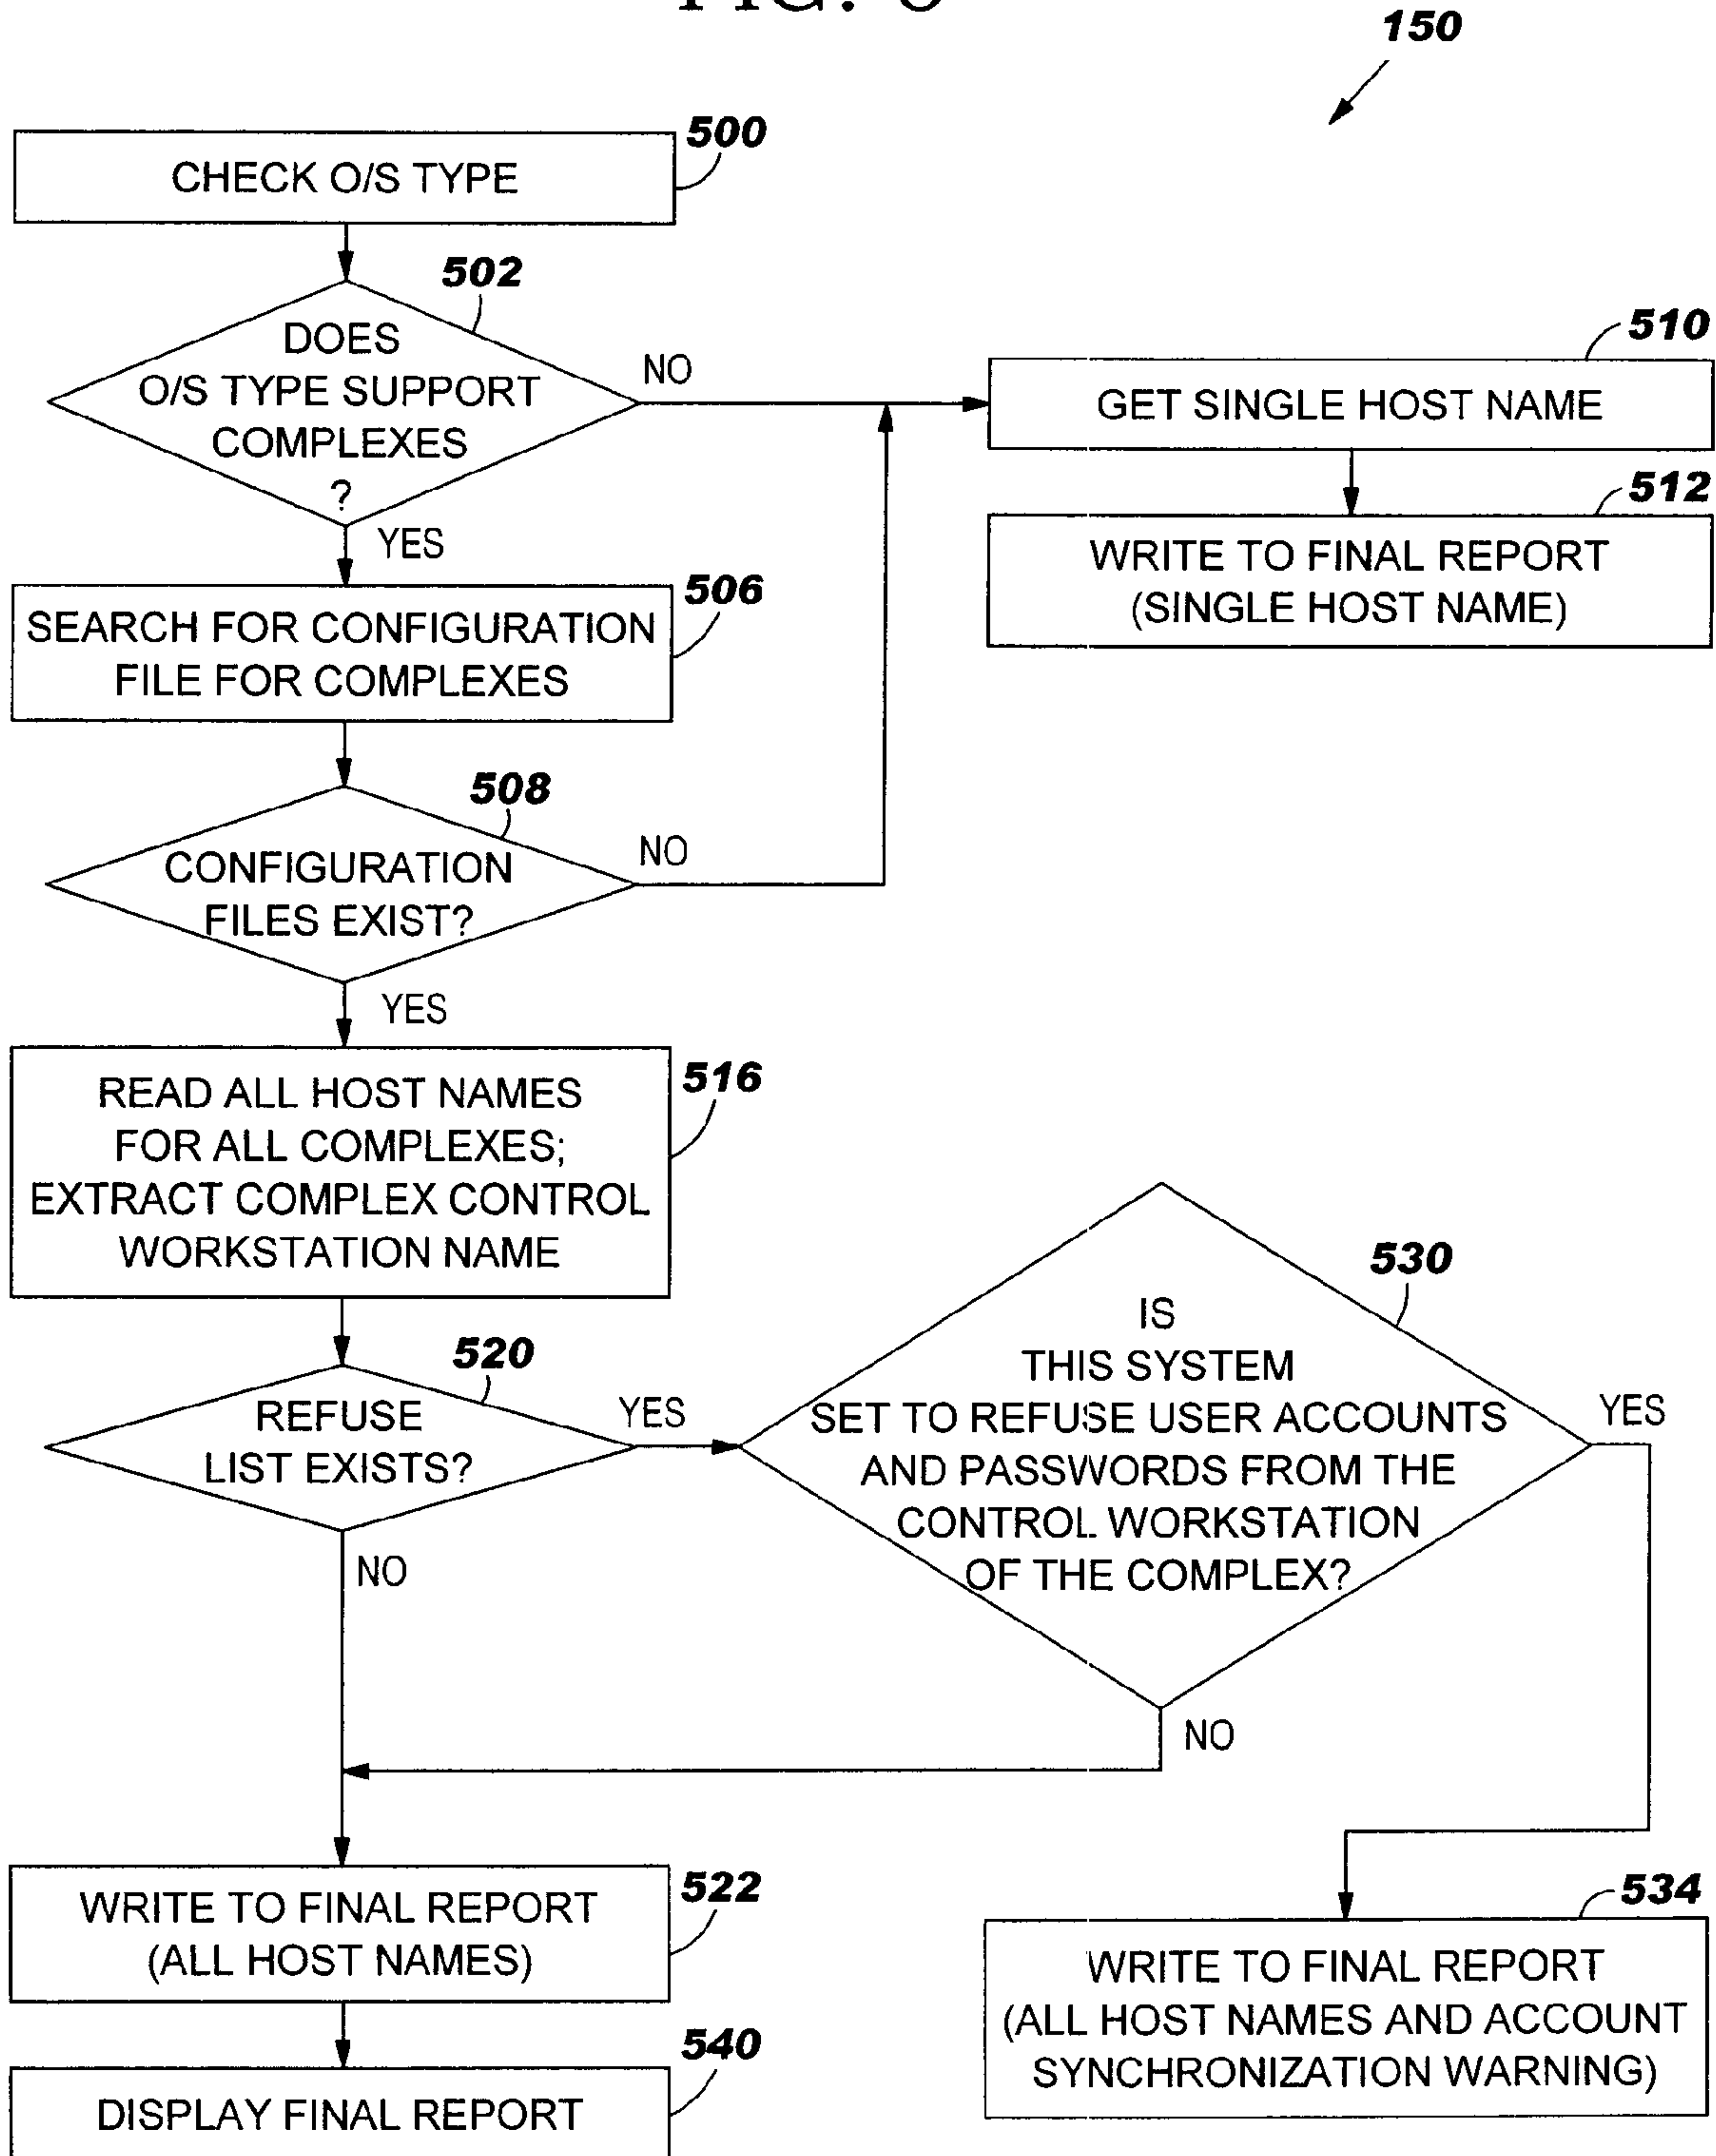 150
500
CHECK O/S TYPE
502
DOES
O/S TYPE SUPPORT
COMPLEXES
?
NO
YES
510
GET SINGLE HOST NAME
512
WRITE TO FINAL REPORT
(SINGLE HOST NAME)
506
SEARCH FOR CONFIGURATION
FILE FOR COMPLEXES
508
CONFIGURATION
FILES EXIST?
NO
YES
516
READ ALL HOST NAMES
FOR ALL COMPLEXES;
EXTRACT COMPLEX CONTROL
WORKSTATION NAME
520
REFUSE
LIST EXISTS?
YES
NO
530
IS
THIS SYSTEM
SET TO REFUSE USER ACCOUNTS
AND PASSWORDS FROM THE
CONTROL WORKSTATION
OF THE COMPLEX?
YES
NO
522
WRITE TO FINAL REPORT
(ALL HOST NAMES)
534
WRITE TO FINAL REPORT
(ALL HOST NAMES AND ACCOUNT
SYNCHRONIZATION WARNING)
540
DISPLAY FINAL REPORT